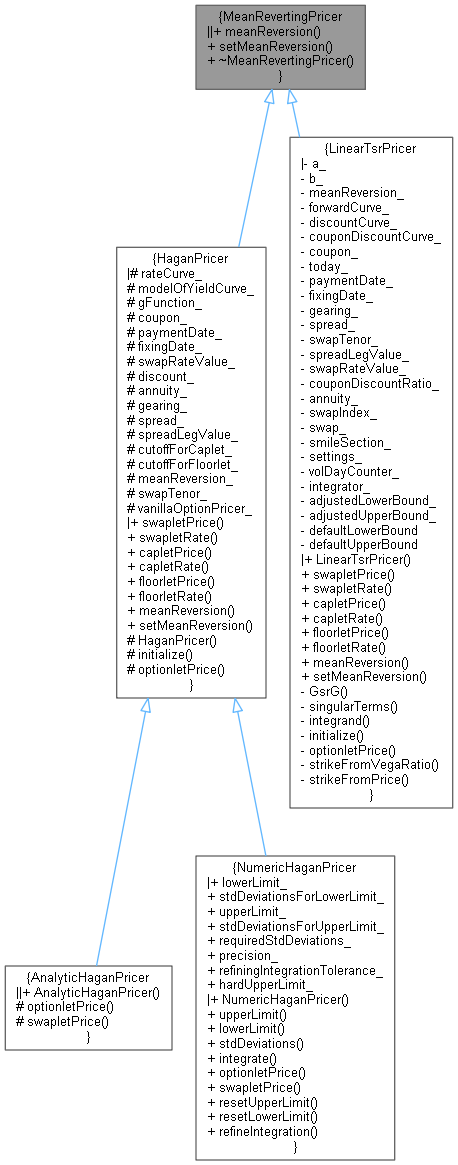 {MeanRevertingPricer
||+ meanReversion()
+ setMeanReversion()
+ ~MeanRevertingPricer()
}
{LinearTsrPricer
|- a_
- b_
- meanReversion_
- forwardCurve_
- discountCurve_
- couponDiscountCurve_
- coupon_
- today_
- paymentDate_
- fixingDate_
- gearing_
- spread_
- swapTenor_
- spreadLegValue_
- swapRateValue_
- couponDiscountRatio_
- annuity_
- swapIndex_
- swap_
- smileSection_
- settings_
- volDayCounter_
- integrator_
- adjustedLowerBound_
- adjustedUpperBound_
- defaultLowerBound
- defaultUpperBound
|+ LinearTsrPricer()
+ swapletPrice()
+ swapletRate()
+ capletPrice()
+ capletRate()
+ floorletPrice()
+ floorletRate()
+ meanReversion()
+ setMeanReversion()
- GsrG()
- singularTerms()
- integrand()
- initialize()
- optionletPrice()
- strikeFromVegaRatio()
- strikeFromPrice()
}
{HaganPricer
|# rateCurve_
# modelOfYieldCurve_
# gFunction_
# coupon_
# paymentDate_
# fixingDate_
# swapRateValue_
# discount_
# annuity_
# gearing_
# spread_
# spreadLegValue_
# cutoffForCaplet_
# cutoffForFloorlet_
# meanReversion_
# swapTenor_
# vanillaOptionPricer_
|+ swapletPrice()
+ swapletRate()
+ capletPrice()
+ capletRate()
+ floorletPrice()
+ floorletRate()
+ meanReversion()
+ setMeanReversion()
# HaganPricer()
# initialize()
# optionletPrice()
}
{NumericHaganPricer
|+ lowerLimit_
+ stdDeviationsForLowerLimit_
+ upperLimit_
+ stdDeviationsForUpperLimit_
+ requiredStdDeviations_
+ precision_
+ refiningIntegrationTolerance_
+ hardUpperLimit_
|+ NumericHaganPricer()
+ upperLimit()
+ lowerLimit()
+ stdDeviations()
+ integrate()
+ optionletPrice()
+ swapletPrice()
+ resetUpperLimit()
+ resetLowerLimit()
+ refineIntegration()
}
{AnalyticHaganPricer
||+ AnalyticHaganPricer()
# optionletPrice()
# swapletPrice()
}